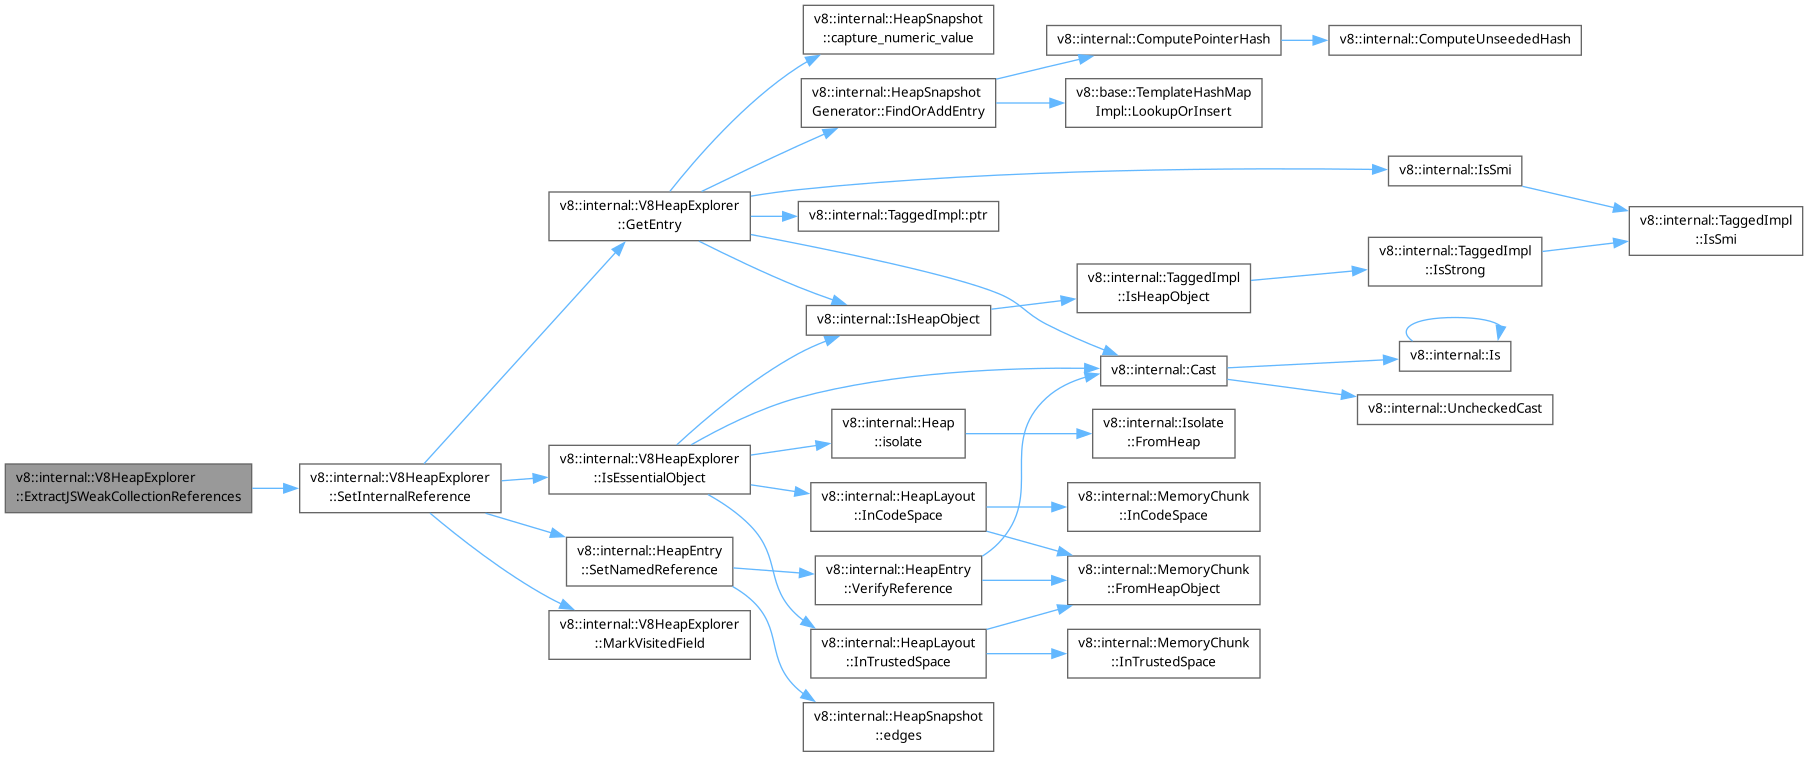 v8::internal::V8HeapExplorer
::ExtractJSWeakCollectionReferences
v8::internal::V8HeapExplorer
::SetInternalReference
v8::internal::V8HeapExplorer
::GetEntry
v8::internal::V8HeapExplorer
::IsEssentialObject
v8::internal::HeapEntry
::SetNamedReference
v8::internal::V8HeapExplorer
::MarkVisitedField
v8::internal::HeapSnapshot
::capture_numeric_value
v8::internal::HeapSnapshot
Generator::FindOrAddEntry
v8::internal::TaggedImpl::ptr
v8::internal::IsHeapObject
v8::internal::Heap
::isolate
v8::internal::HeapLayout
::InCodeSpace
v8::internal::HeapEntry
::VerifyReference
v8::internal::HeapLayout
::InTrustedSpace
v8::internal::HeapSnapshot
::edges
v8::internal::ComputePointerHash
v8::base::TemplateHashMap
Impl::LookupOrInsert
v8::internal::TaggedImpl
::IsHeapObject
v8::internal::Cast
v8::internal::Isolate
::FromHeap
v8::internal::MemoryChunk
::InCodeSpace
v8::internal::MemoryChunk
::FromHeapObject
v8::internal::MemoryChunk
::InTrustedSpace
v8::internal::ComputeUnseededHash
v8::internal::IsSmi
v8::internal::TaggedImpl
::IsStrong
v8::internal::Is
v8::internal::UncheckedCast
v8::internal::TaggedImpl
::IsSmi